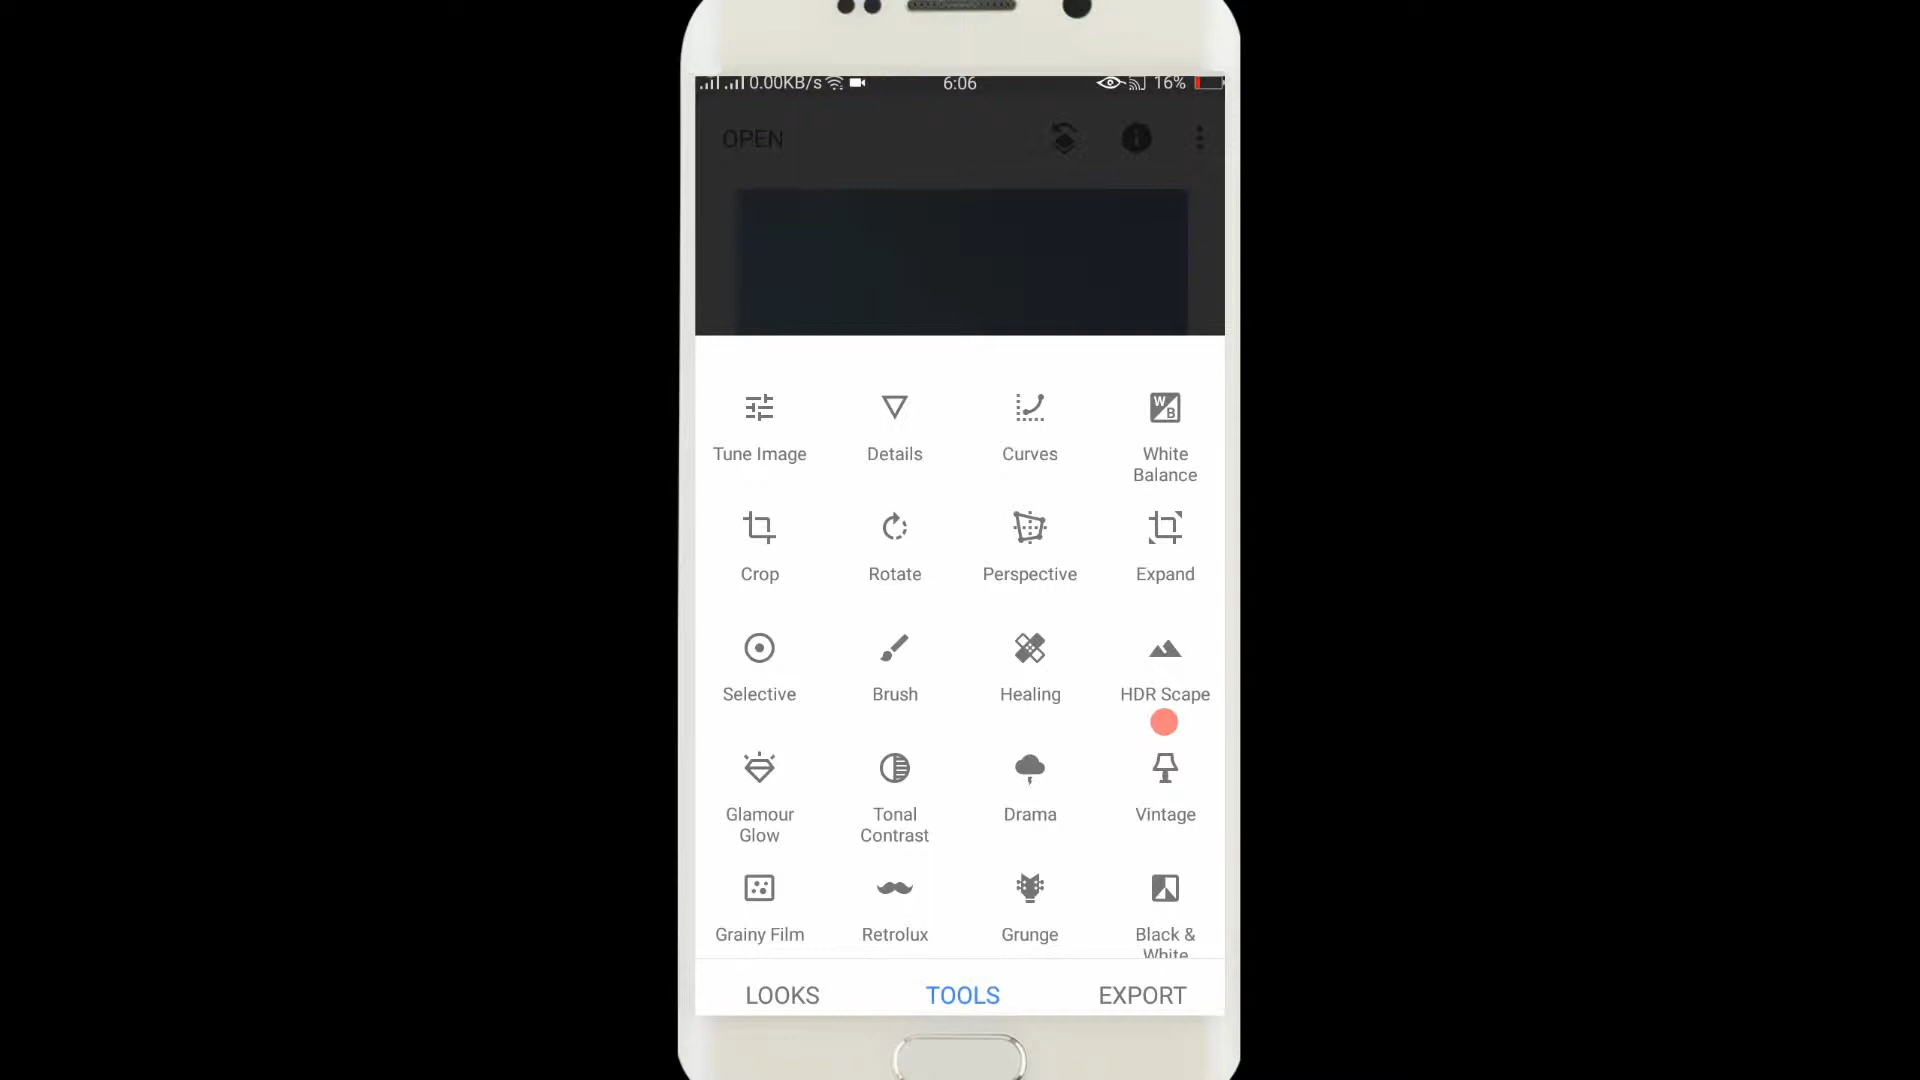 0.00KB/s 6:06 16%
OPEN
Tune Image Details Curves White Balance
Crop Rotate Perspective Expand
Selective Brush Healing HDR Scape
Glamour Glow Tonal Contrast Drama Vintage
Grainy Film Retrolux Grunge Black & White
LOOKS TOOLS EXPORT